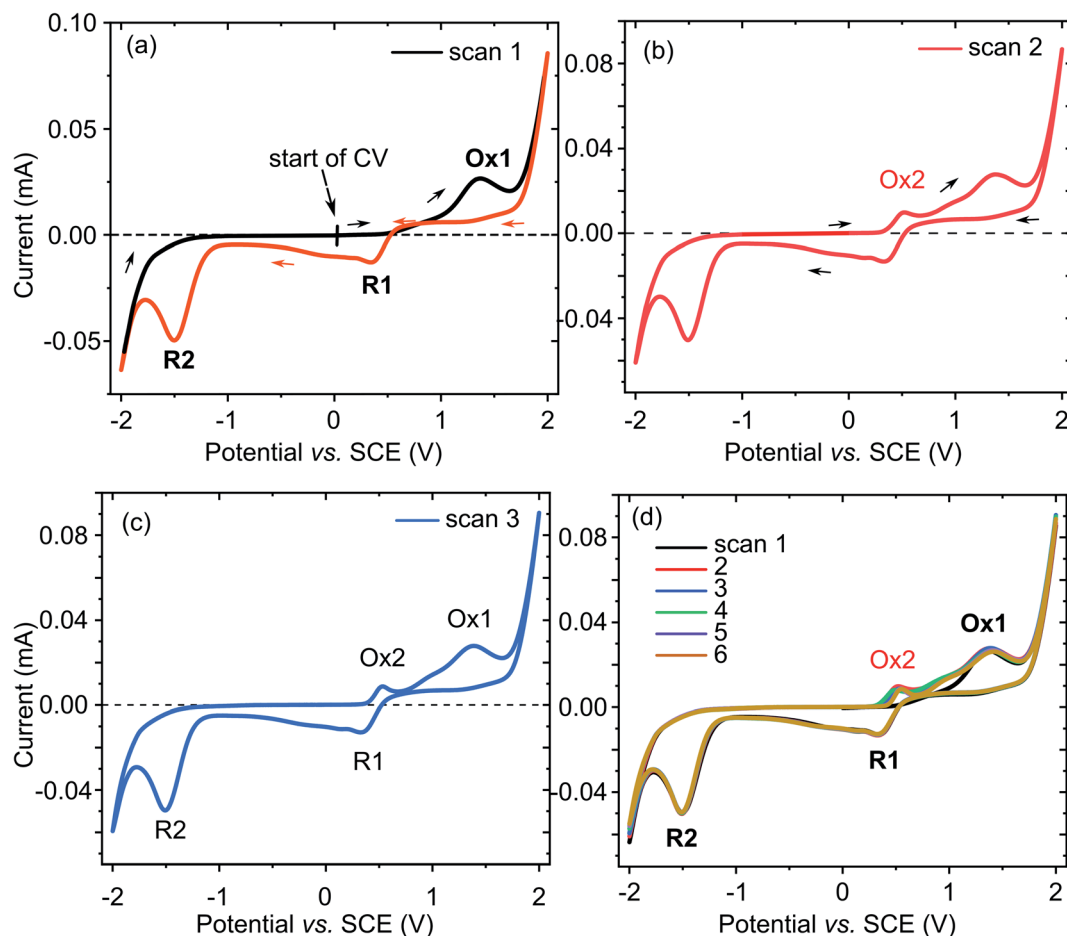 (a)
scan 1
0.10
0.05
0.00
-0.05
Current (mA)
start of CV
Ox1
R1
R2
-2
-1
0
1
2
Potential vs. SCE (V)
(b)
scan 2
0.08
0.04
0.00
-0.04
Ox2
-2
-1
0
1
2
Potential vs. SCE (V)
(c)
scan 3
0.08
0.04
0.00
-0.04
Current (mA)
Ox2
Ox1
R1
R2
-2
-1
0
1
2
Potential vs. SCE (V)
(d)
scan 1
2
3
4
5
6
0.08
0.04
0.00
-0.04
Ox1
Ox2
R1
R2
-2
-1
0
1
2
Potential vs. SCE (V)